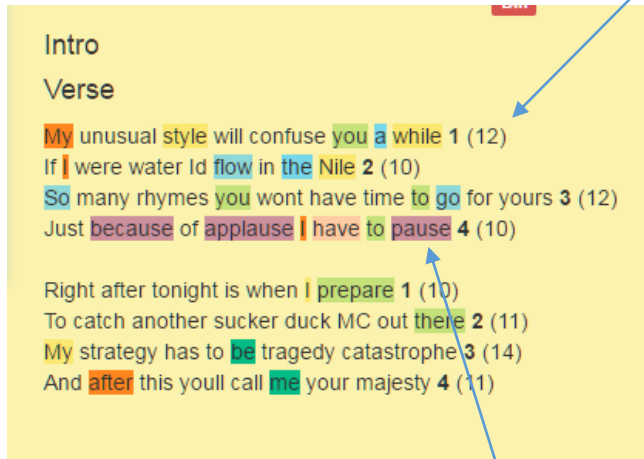 Intro
Verse
My unusual style will confuse you a while 1 (12)
If I were water Id flow in the Nile 2 (10)
So many rhymes you wont have time to go for yours 3 (12)
Just because of applause I have to pause 4 (10)
Right after tonight is when I prepare 1 (10)
To catch another sucker duck MC out there 2 (11)
My strategy has to be tragedy catastrophe 3 (14)
And after this youll call me your majesty 4 (11)